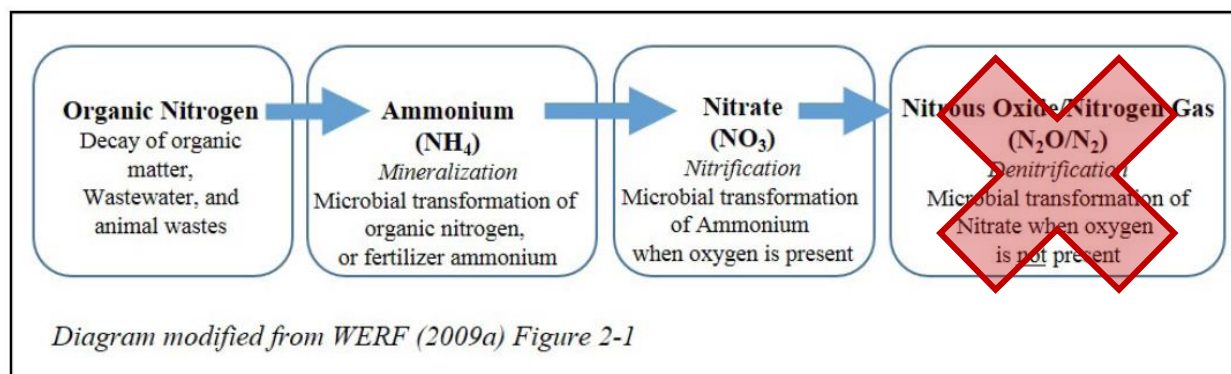 Organic Nitrogen
Decay of organic
matter,
Wastewater, and
animal wastes
Ammonium
(NH₄)
Mineralization
Microbial transformation of
organic nitrogen,
or fertilizer ammonium
Nitrate
(NO₃)
Nitrification
Microbial transformation
of Ammonium
when oxygen is present
Nitrous Oxide/Nitrogen Gas
(N₂O/N₂)
Denitrification
Microbial transformation of
Nitrate when oxygen
is not present
Diagram modified from WERF (2009a) Figure 2-1